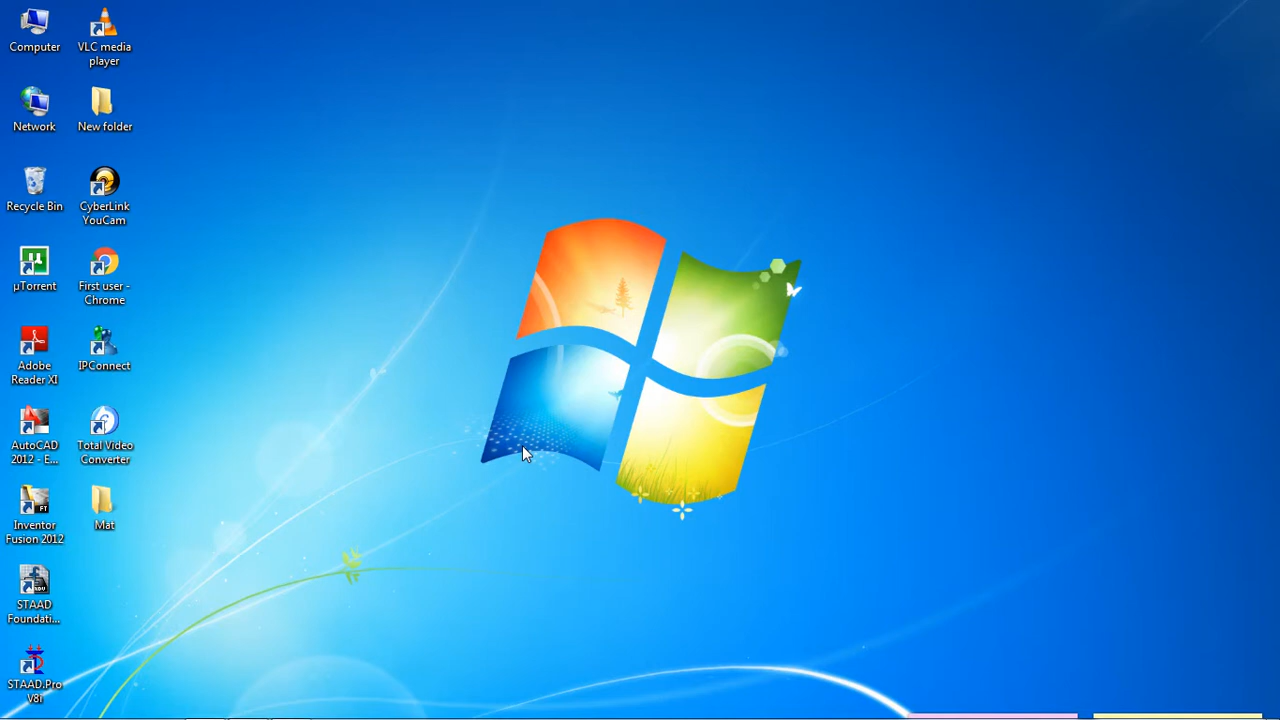 Computer
VLC media
player
Network
New folder
Recycle Bin
CyberLink
YouCam
µTorrent
First user -
Chrome
Adobe
Reader XI
IPConnect
AutoCAD
2012 - E...
Total Video
Converter
Inventor
Fusion 2012
Mat
STAAD
Foundati...
STAAD.Pro
V8i